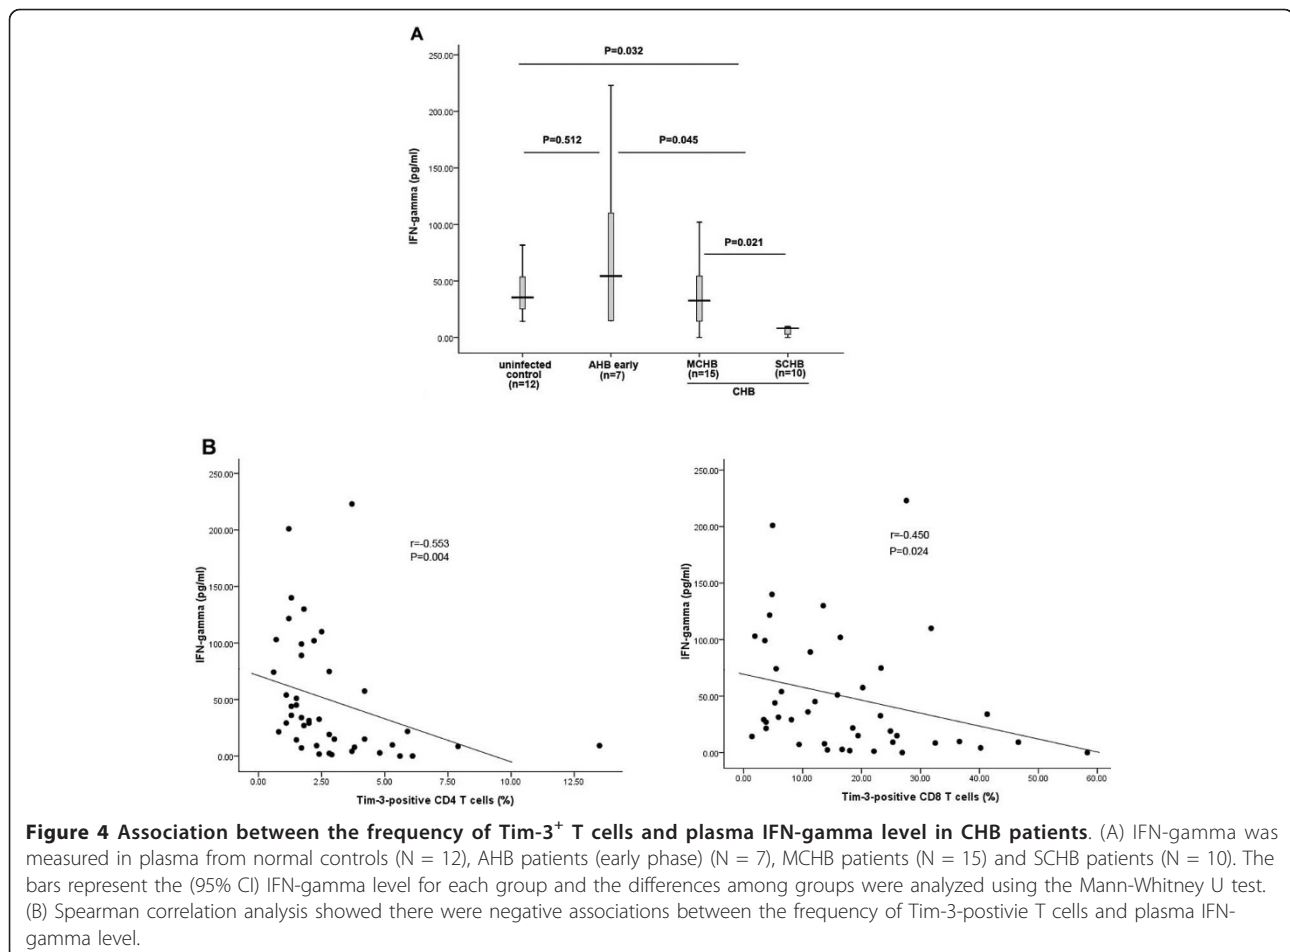 A
P=0.032
250.00
200.00
P=0.512
P=0.045
150.00
IFN-gamma (pg/ml)
100.00
P=0.021
50.00
0.00
uninfected control (n=12)
AHB early (n=7)
MCHB (n=15)
SCHB (n=10)
CHB
B
250.00
200.00
150.00
100.00
50.00
0.00
IFN-gamma (pg/ml)
r=-0.553
P=0.004
0.00 2.50 5.00 7.50 10.00 12.50
Tim-3-positive CD4 T cells (%)
250.00
200.00
150.00
100.00
50.00
0.00
IFN-gamma (pg/ml)
r=-0.450
P=0.024
0.00 10.00 20.00 30.00 40.00 50.00 60.00
Tim-3-positive CD8 T cells (%)
Figure 4 Association between the frequency of Tim-3+ T cells and plasma IFN-gamma level in CHB patients. (A) IFN-gamma was
measured in plasma from normal controls (N = 12), AHB patients (early phase) (N = 7), MCHB patients (N = 15) and SCHB patients (N = 10). The
bars represent the (95% CI) IFN-gamma level for each group and the differences among groups were analyzed using the Mann-Whitney U test.
(B) Spearman correlation analysis showed there were negative associations between the frequency of Tim-3-postivie T cells and plasma IFN-
gamma level.